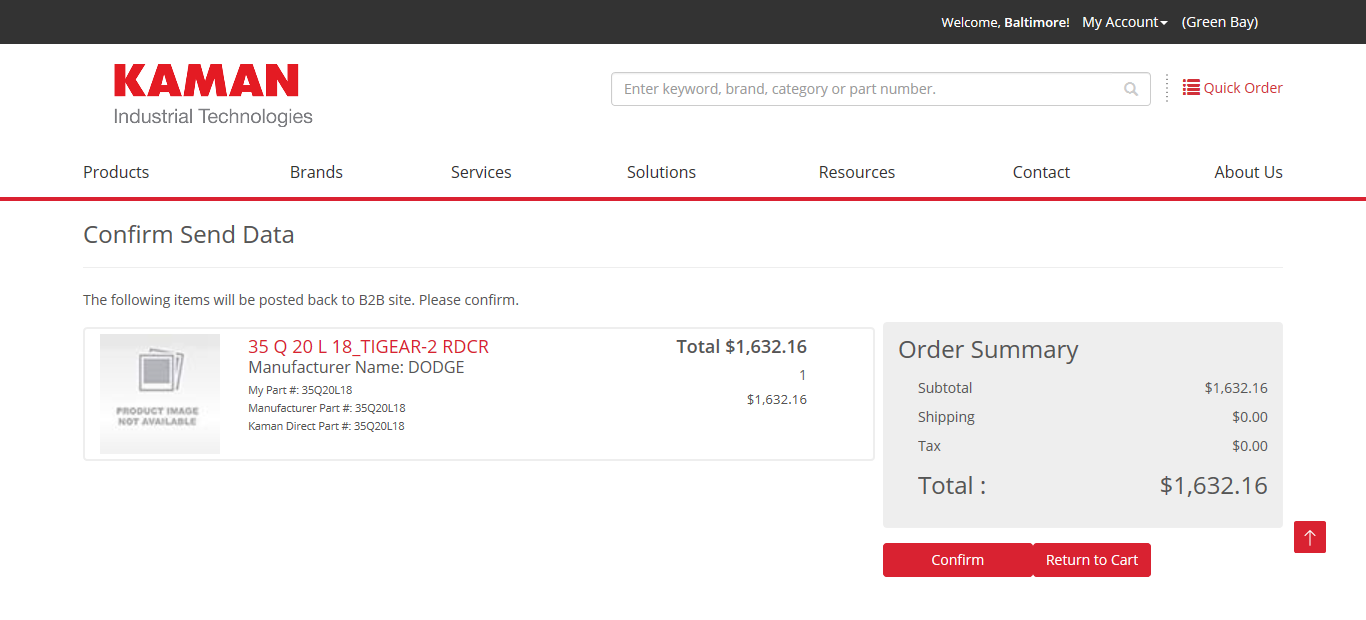 Welcome, Baltimore! My Account (Green Bay)
KAMAN
Industrial Technologies
Enter keyword, brand, category or part number.
Quick Order
Products Brands Services Solutions Resources Contact About Us
Confirm Send Data
The following items will be posted back to B2B site. Please confirm.
PRODUCT IMAGE
NOT AVAILABLE
35 Q 20 L 18_TIGEAR-2 RDCR
Manufacturer Name: DODGE
My Part #: 35Q20L18
Manufacturer Part #: 35Q20L18
Kaman Direct Part #: 35Q20L18
Total $1,632.16
1
$1,632.16
Order Summary
Subtotal $1,632.16
Shipping $0.00
Tax $0.00
Total : $1,632.16
Confirm Return to Cart